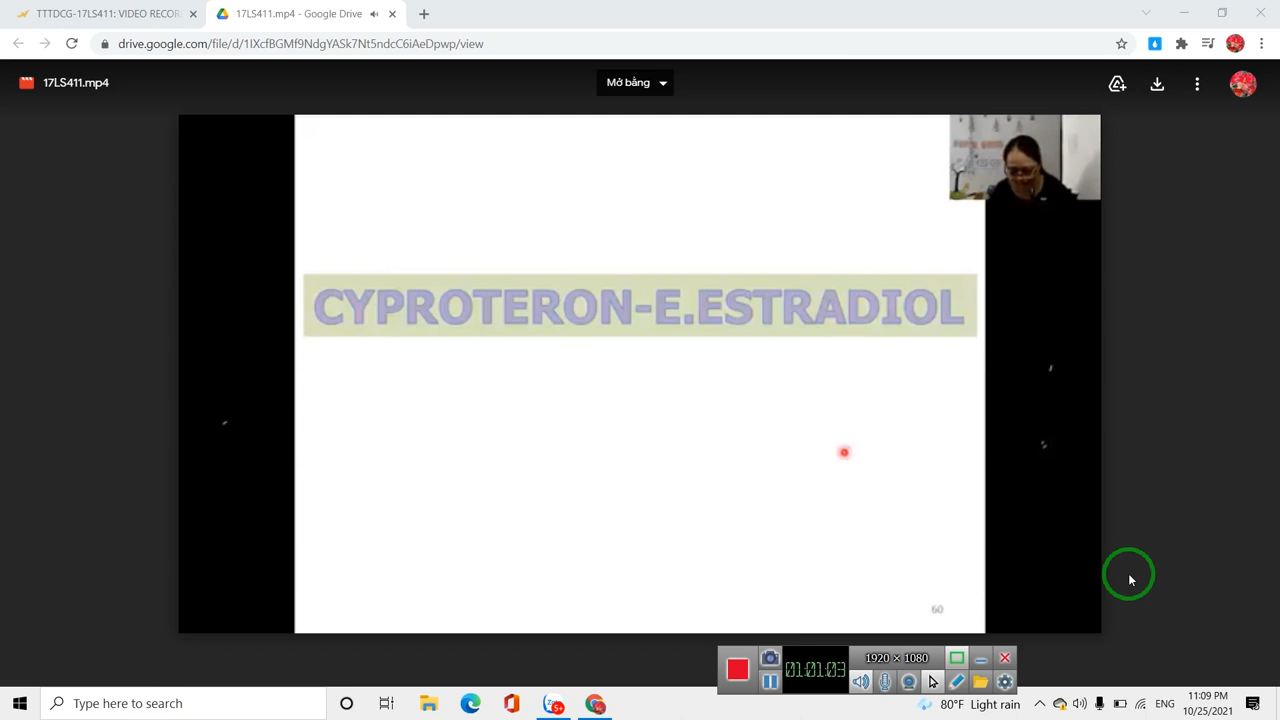 TTTDCG-17LS411: VIDEO RECOR
17LS411.mp4 - Google Drive
drive.google.com/file/d/1IXcfBGMf9NdgYASk7Nt5ndcC6iAeDpwp/view
17LS411.mp4
Mở bằng
CYPROTERON-E.ESTRADIOL
60
1920 × 1080
01:01:03
Type here to search
5+
80°F Light rain
ENG
11:09 PM
10/25/2021